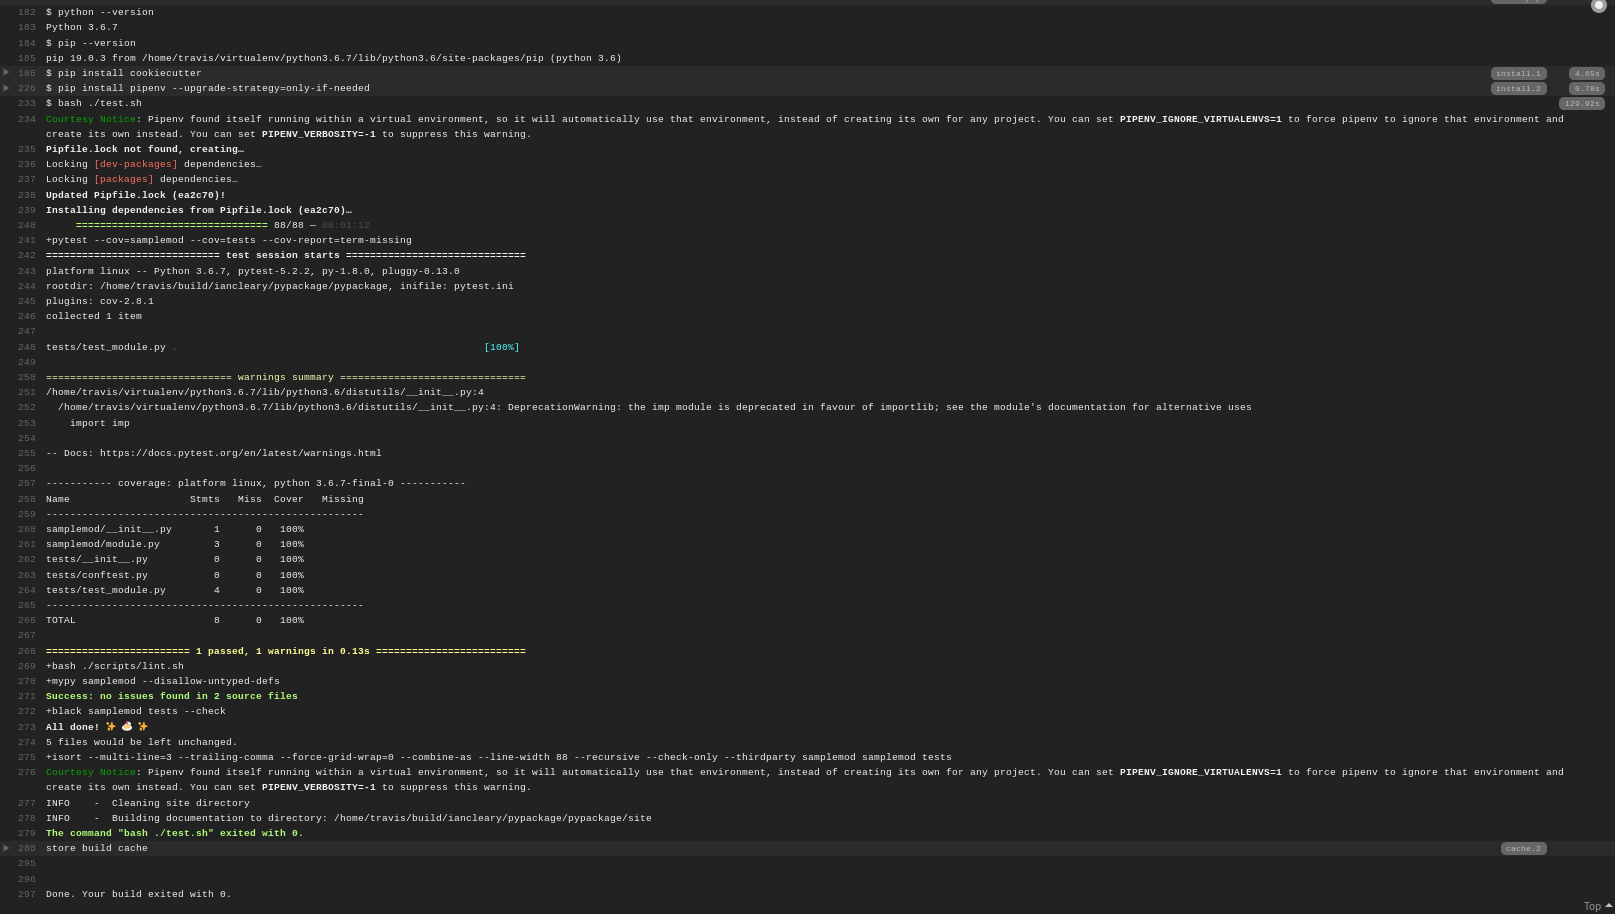 182 $ python --version
183 Python 3.6.7
184 $ pip --version
185 pip 19.0.3 from /home/travis/virtualenv/python3.6.7/lib/python3.6/site-packages/pip (python 3.6)
186 $ pip install cookiecutter install.1 4.65s
226 $ pip install pipenv --upgrade-strategy=only-if-needed install.2 0.78s
233 $ bash ./test.sh 129.92s
234 Courtesy Notice: Pipenv found itself running within a virtual environment, so it will automatically use that environment, instead of creating its own for any project. You can set PIPENV_IGNORE_VIRTUALENVS=1 to force pipenv to ignore that environment and
create its own instead. You can set PIPENV_VERBOSITY=-1 to suppress this warning.
235 Pipfile.lock not found, creating…
236 Locking [dev-packages] dependencies…
237 Locking [packages] dependencies…
238 Updated Pipfile.lock (ea2c70)!
239 Installing dependencies from Pipfile.lock (ea2c70)…
240 ================================ 88/88 — 00:01:12
241 +pytest --cov=samplemod --cov=tests --cov-report=term-missing
242 ============================= test session starts ==============================
243 platform linux -- Python 3.6.7, pytest-5.2.2, py-1.8.0, pluggy-0.13.0
244 rootdir: /home/travis/build/iancleary/pypackage/pypackage, inifile: pytest.ini
245 plugins: cov-2.8.1
246 collected 1 item
247
248 tests/test_module.py . [100%]
249
250 =============================== warnings summary ===============================
251 /home/travis/virtualenv/python3.6.7/lib/python3.6/distutils/__init__.py:4
252 /home/travis/virtualenv/python3.6.7/lib/python3.6/distutils/__init__.py:4: DeprecationWarning: the imp module is deprecated in favour of importlib; see the module's documentation for alternative uses
253 import imp
254
255 -- Docs: https://docs.pytest.org/en/latest/warnings.html
256
257 ----------- coverage: platform linux, python 3.6.7-final-0 -----------
258 Name Stmts Miss Cover Missing
259 -----------------------------------------------------
260 samplemod/__init__.py 1 0 100%
261 samplemod/module.py 3 0 100%
262 tests/__init__.py 0 0 100%
263 tests/conftest.py 0 0 100%
264 tests/test_module.py 4 0 100%
265 -----------------------------------------------------
266 TOTAL 8 0 100%
267
268 ======================== 1 passed, 1 warnings in 0.13s =========================
269 +bash ./scripts/lint.sh
270 +mypy samplemod --disallow-untyped-defs
271 Success: no issues found in 2 source files
272 +black samplemod tests --check
273 All done! ✨ 🍰 ✨
274 5 files would be left unchanged.
275 +isort --multi-line=3 --trailing-comma --force-grid-wrap=0 --combine-as --line-width 88 --recursive --check-only --thirdparty samplemod samplemod tests
276 Courtesy Notice: Pipenv found itself running within a virtual environment, so it will automatically use that environment, instead of creating its own for any project. You can set PIPENV_IGNORE_VIRTUALENVS=1 to force pipenv to ignore that environment and
create its own instead. You can set PIPENV_VERBOSITY=-1 to suppress this warning.
277 INFO - Cleaning site directory
278 INFO - Building documentation to directory: /home/travis/build/iancleary/pypackage/pypackage/site
279 The command "bash ./test.sh" exited with 0.
280 store build cache cache.2
295
296
297 Done. Your build exited with 0.
Top